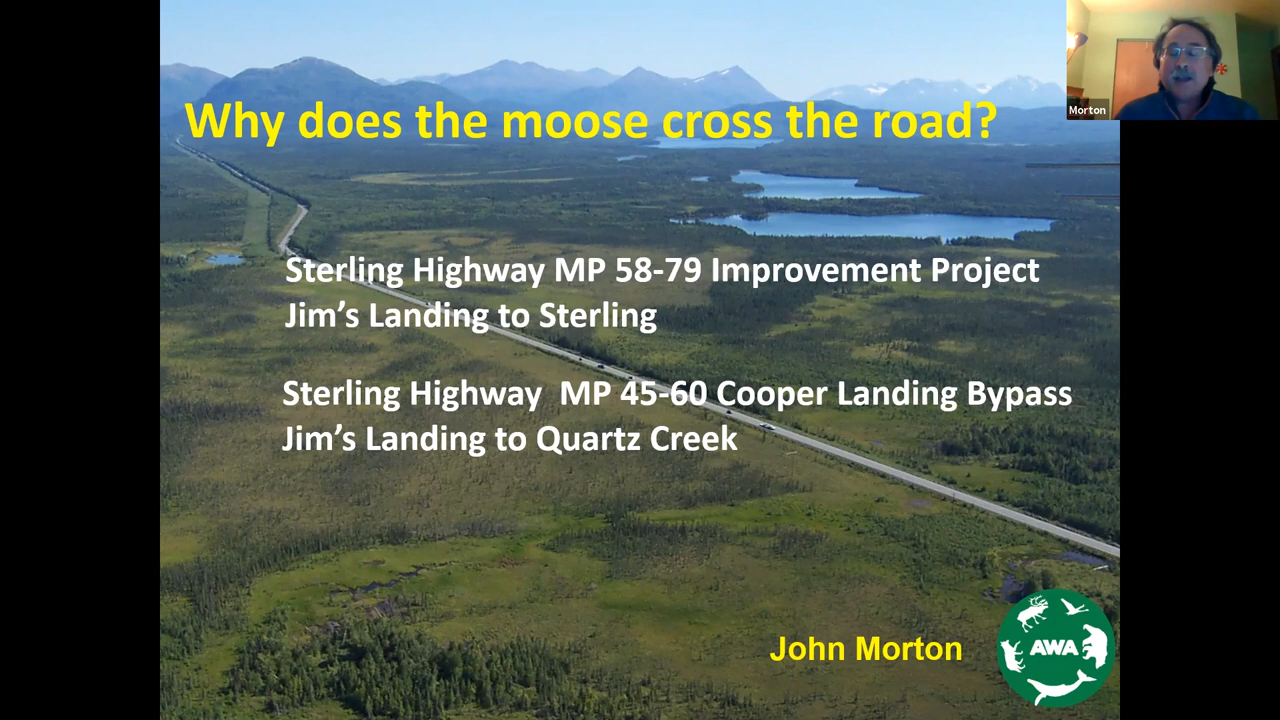 Morton
Why does the moose cross the road?
Sterling Highway MP 58-79 Improvement Project
Jim's Landing to Sterling
Sterling Highway  MP 45-60 Cooper Landing Bypass
Jim's Landing to Quartz Creek
John Morton
AWA